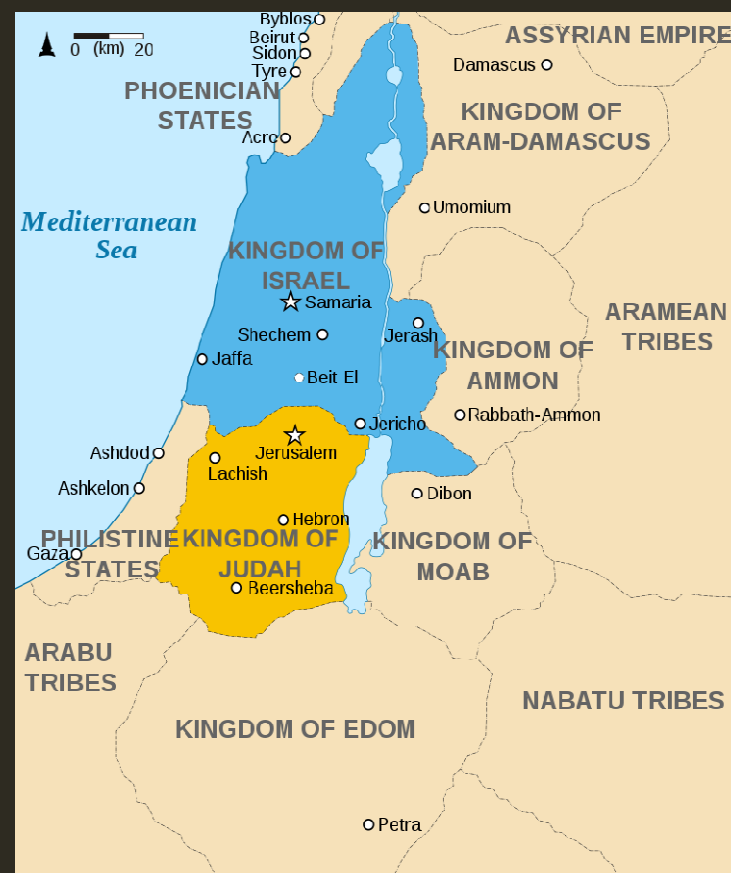 Byblos
Beirut
Sidon
Tyre
0 (km) 20
ASSYRIAN EMPIRE
Damascus
PHOENICIAN
STATES
KINGDOM OF
ARAM-DAMASCUS
Acre
Umomium
Mediterranean
Sea
KINGDOM OF
ISRAEL
Samaria
ARAMEAN
TRIBES
Shechem
Jerash
KINGDOM OF
AMMON
Jaffa
Beit El
Rabbath-Ammon
Jericho
Ashdod
Jerusalem
Lachish
Ashkelon
Dibon
Hebron
PHILISTINE
STATES
Gaza
KINGDOM OF
JUDAH
KINGDOM OF
MOAB
Beersheba
ARABU
TRIBES
NABATU TRIBES
KINGDOM OF EDOM
Petra